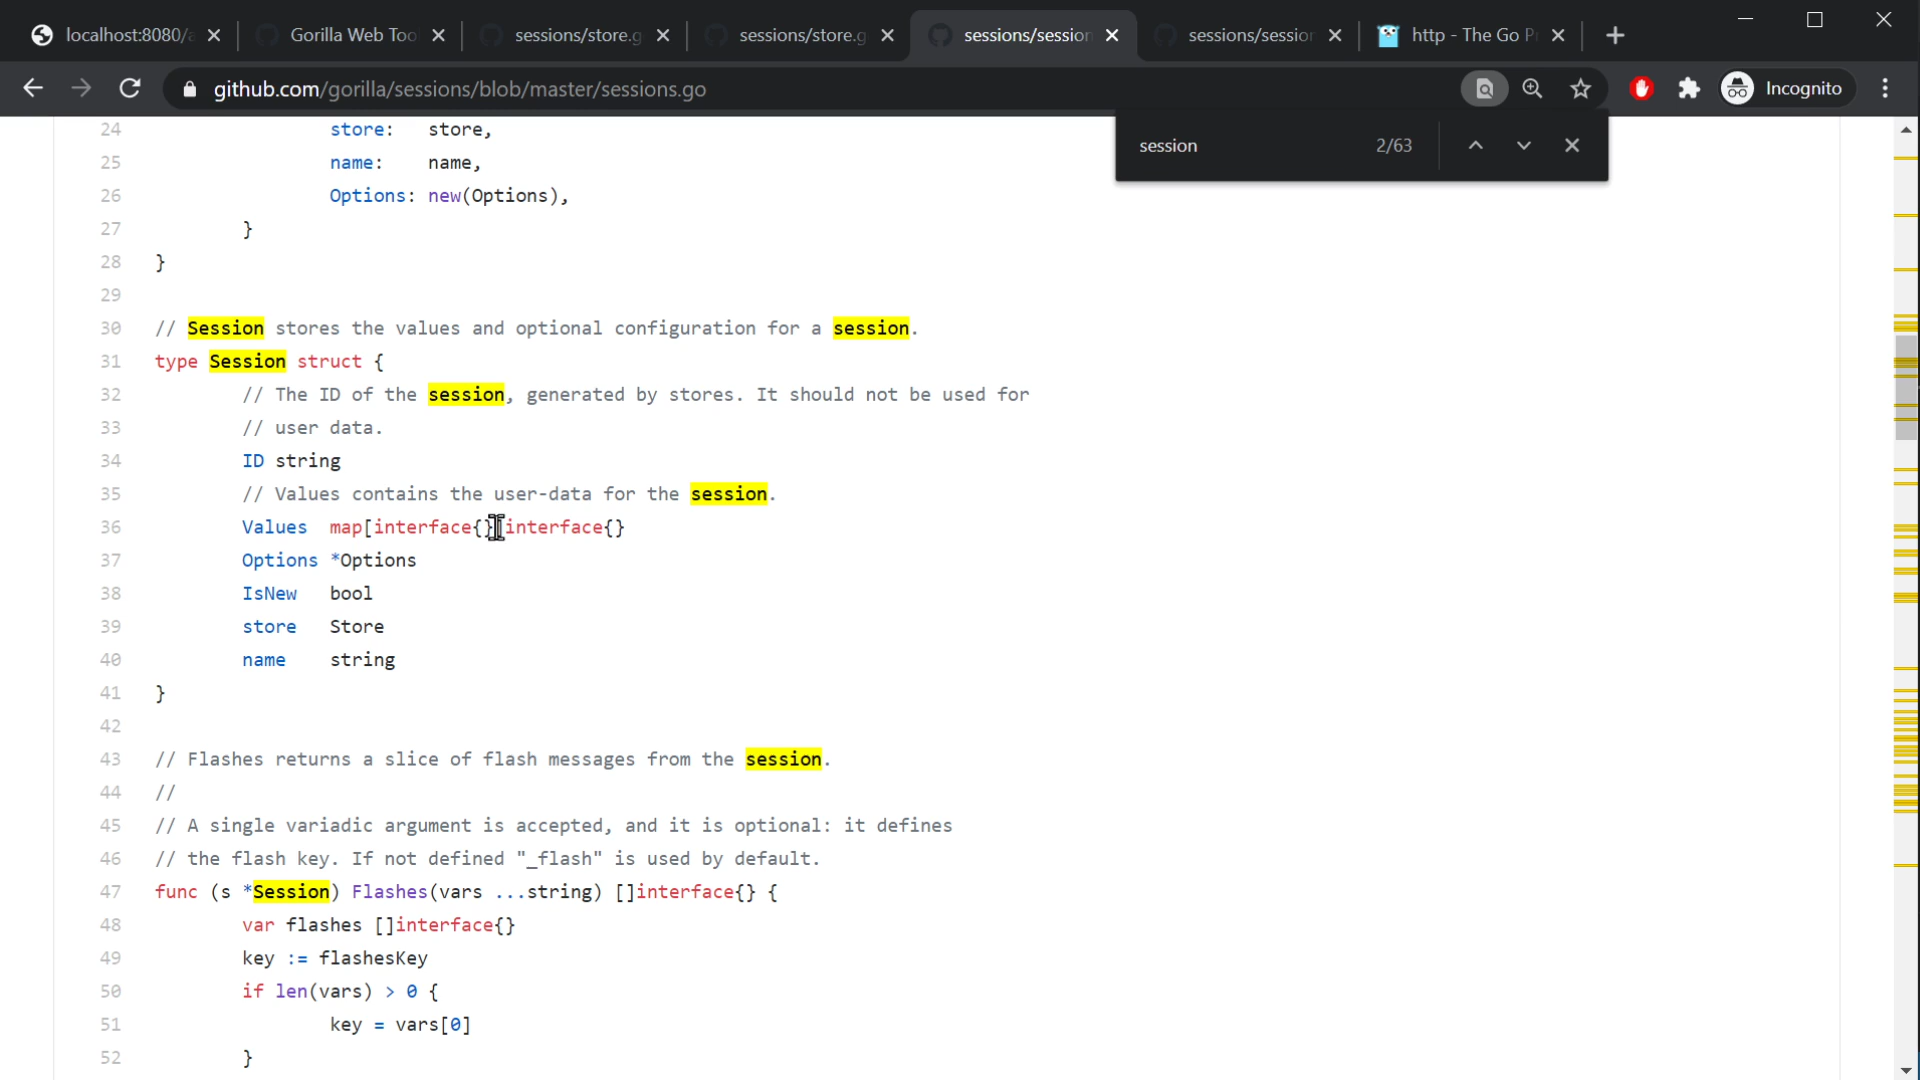 localhost:8080/a
Gorilla Web Too
sessions/store.g
sessions/store.g
sessions/session
sessions/session
http - The Go P
github.com/gorilla/sessions/blob/master/sessions.go
Incognito
session 2/63
24 store: store,
25 name: name,
26 Options: new(Options),
27 }
28 }
29
30 // Session stores the values and optional configuration for a session.
31 type Session struct {
32 // The ID of the session, generated by stores. It should not be used for
33 // user data.
34 ID string
35 // Values contains the user-data for the session.
36 Values map[interface{}]interface{}
37 Options *Options
38 IsNew bool
39 store Store
40 name string
41 }
42
43 // Flashes returns a slice of flash messages from the session.
44 //
45 // A single variadic argument is accepted, and it is optional: it defines
46 // the flash key. If not defined "_flash" is used by default.
47 func (s *Session) Flashes(vars ...string) []interface{} {
48 var flashes []interface{}
49 key := flashesKey
50 if len(vars) > 0 {
51 key = vars[0]
52 }